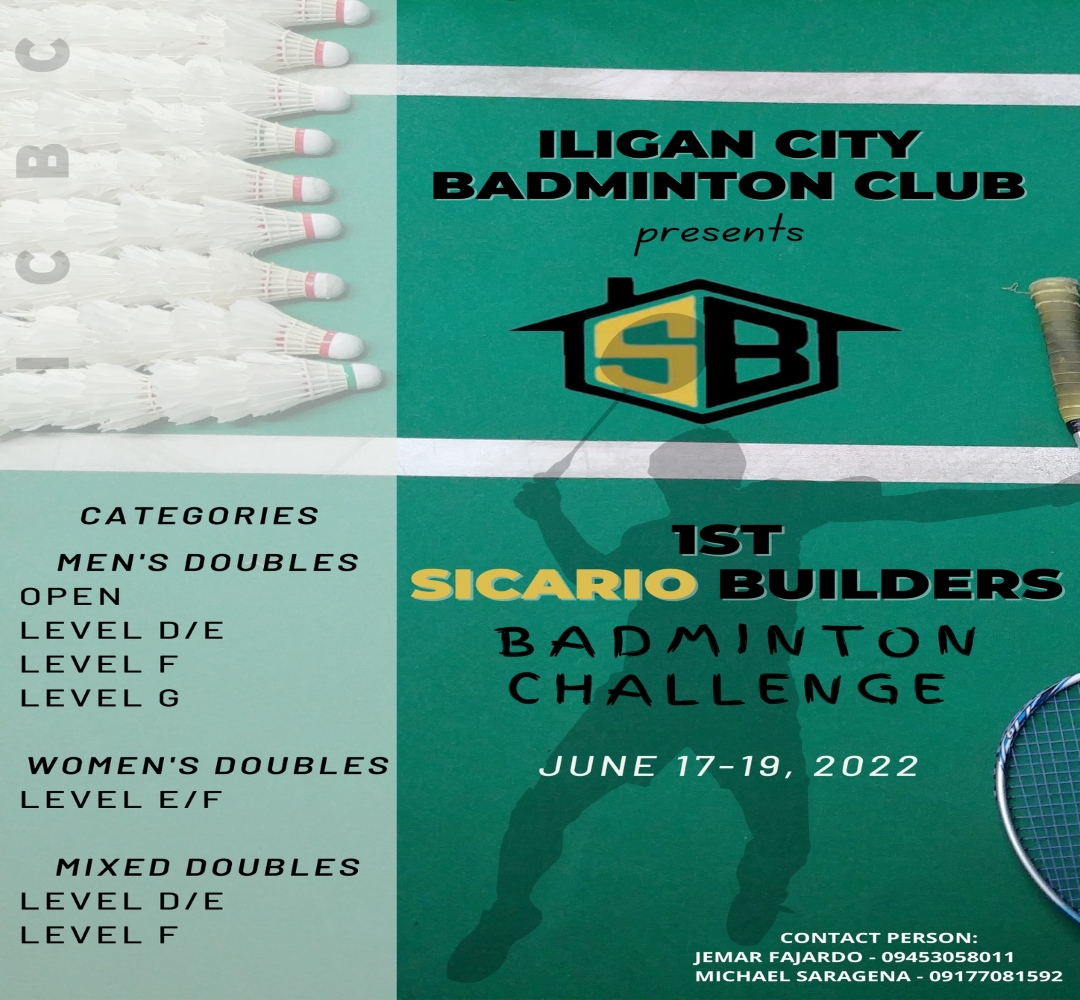 ICBC
ILIGAN CITY
BADMINTON CLUB
presents
SB
1ST
SICARIO BUILDERS
BADMINTON
CHALLENGE
JUNE 17-19, 2022
CATEGORIES
MEN'S DOUBLES
OPEN
LEVEL D/E
LEVEL F
LEVEL G
WOMEN'S DOUBLES
LEVEL E/F
MIXED DOUBLES
LEVEL D/E
LEVEL F
CONTACT PERSON:
JEMAR FAJARDO - 09453058011
MICHAEL SARAGENA - 09177081592